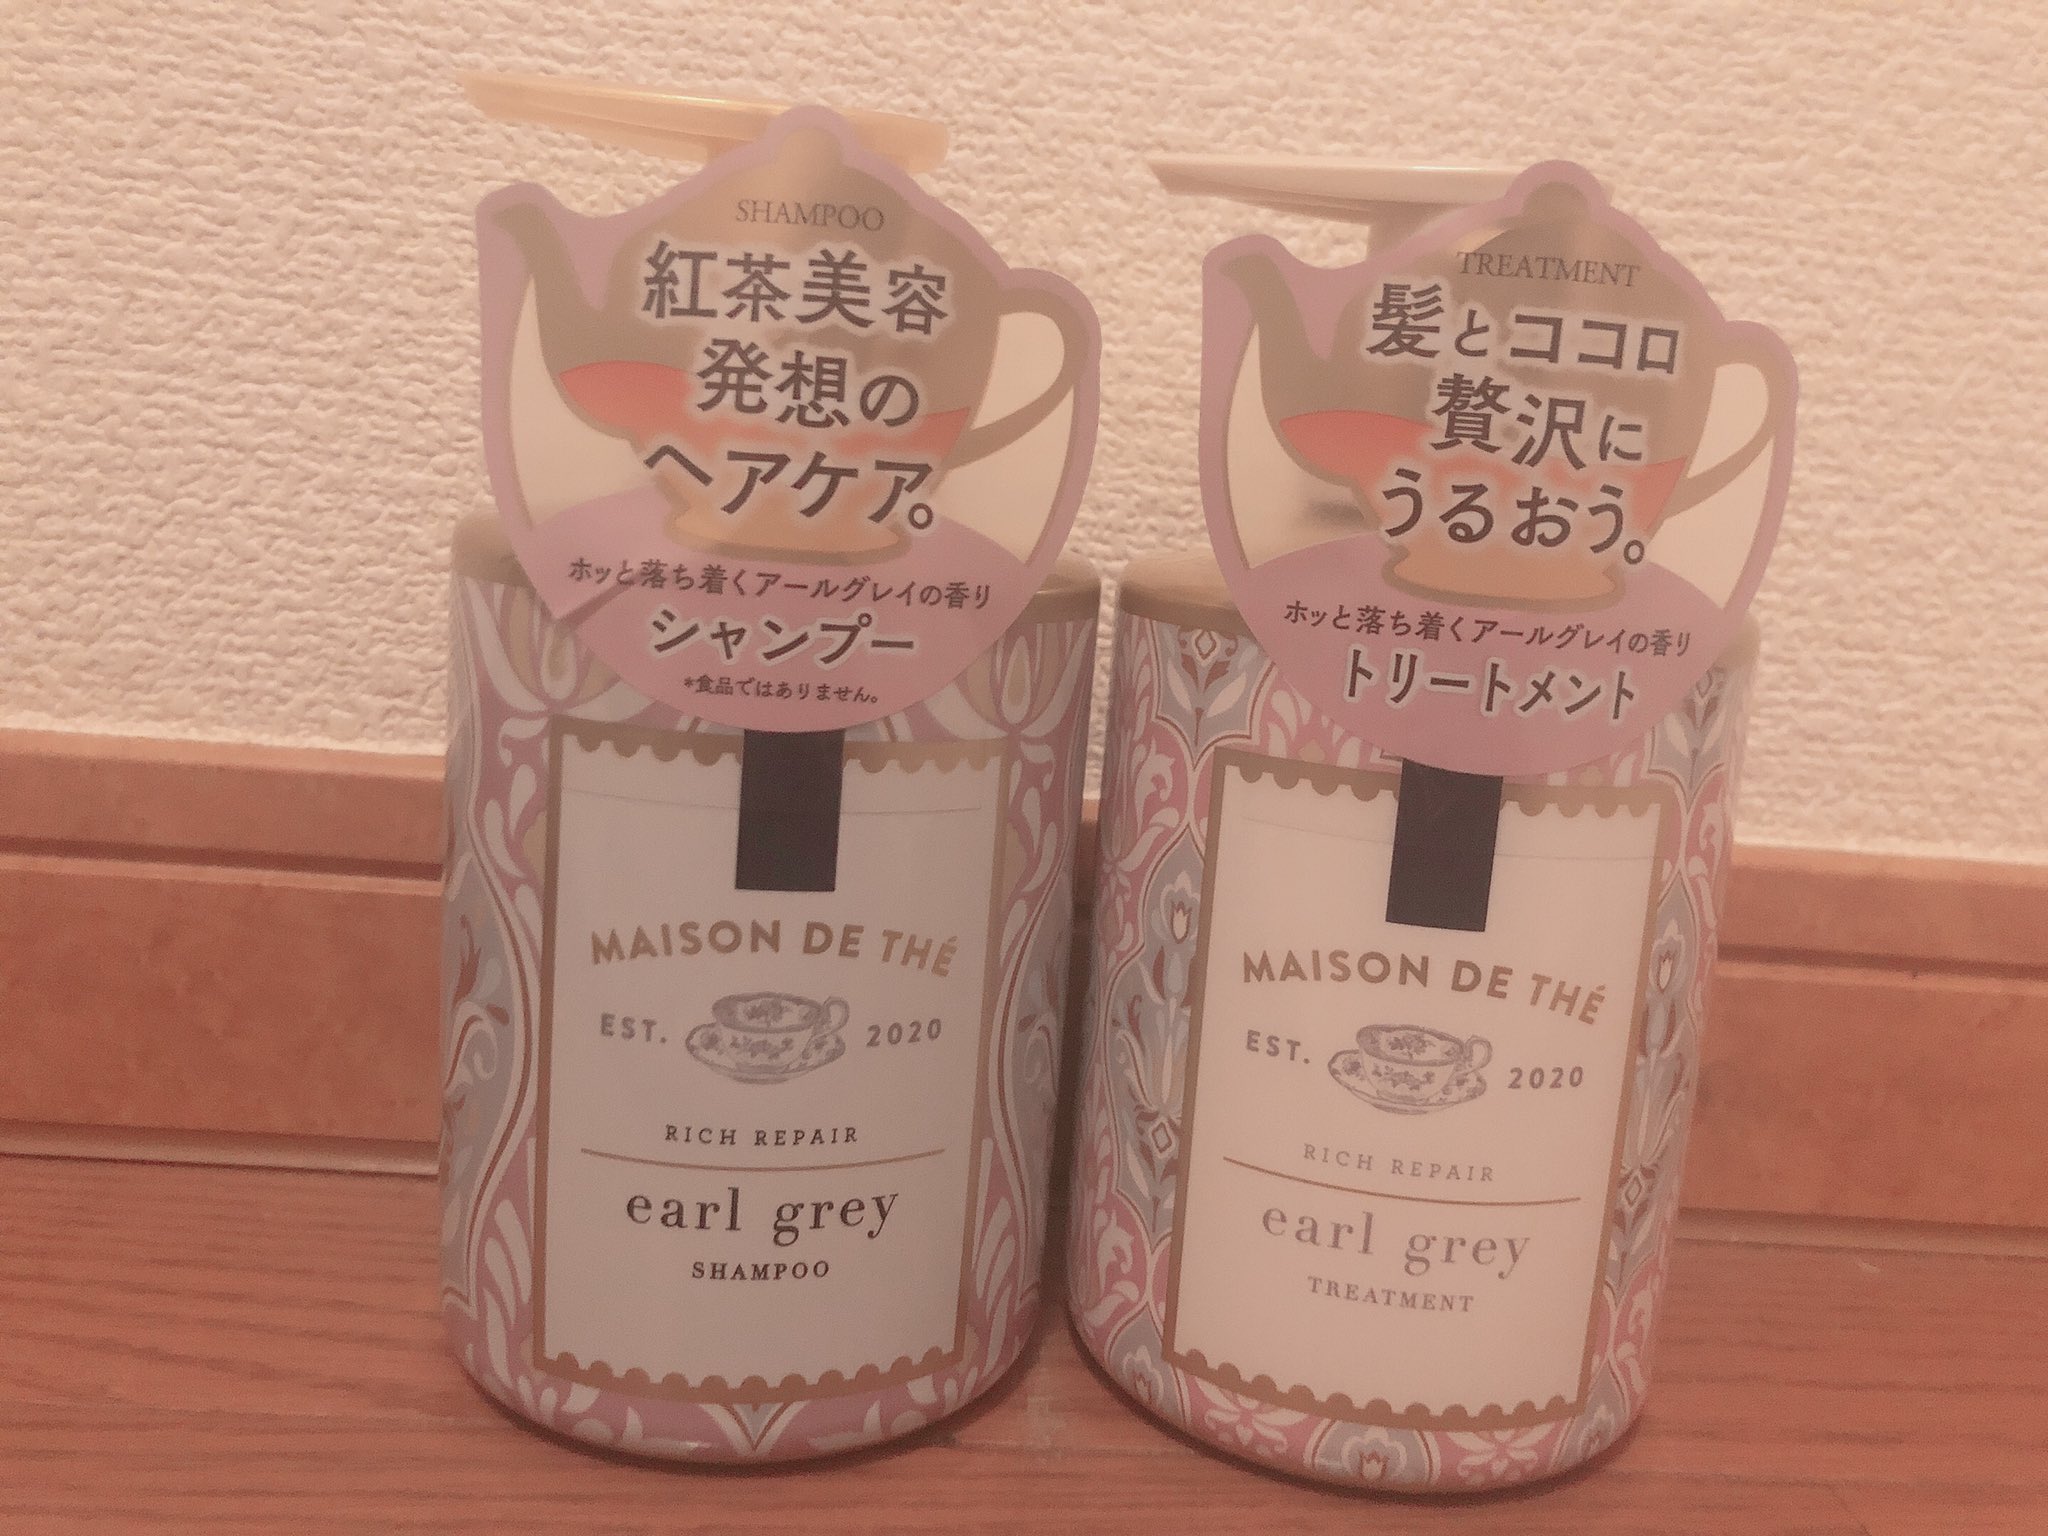 SHAMPOO
紅茶美容
発想の
ヘアケア。
ホッと落ち着くアールグレイの香り
シャンプー
*食品ではありません。
MAISON DE THÉ
EST. 2020
RICH REPAIR
earl grey
SHAMPOO
TREATMENT
髪とココロ
贅沢に
うるおう。
ホッと落ち着くアールグレイの香り
トリートメント
MAISON DE THÉ
EST. 2020
RICH REPAIR
earl grey
TREATMENT